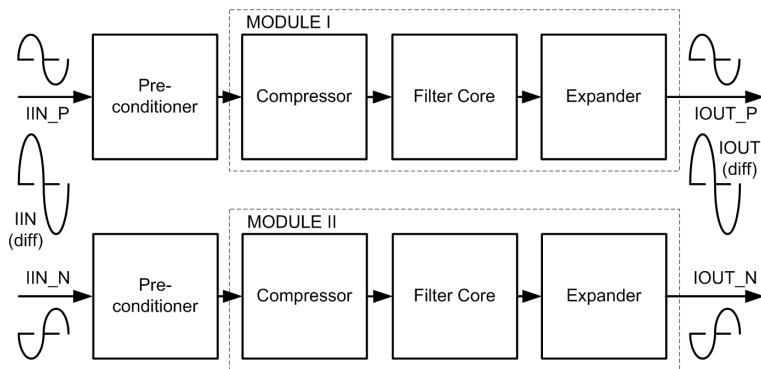 MODULE I
Pre-
conditioner
Compressor
Filter Core
Expander
IIN_P
IOUT_P
IIN
(diff)
IOUT
(diff)
MODULE II
Pre-
conditioner
Compressor
Filter Core
Expander
IIN_N
IOUT_N